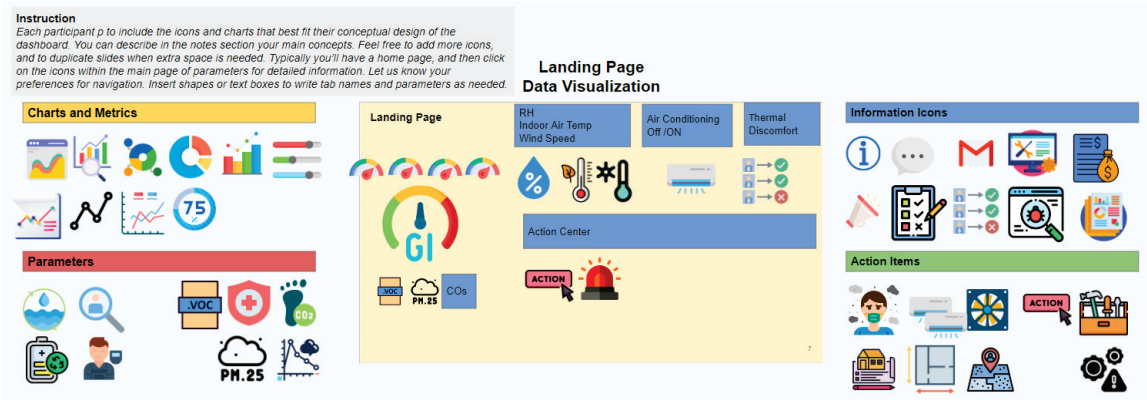 Instruction
Each participant p to include the icons and charts that best fit their conceptual design of the
dashboard. You can describe in the notes section your main concepts. Feel free to add more icons,
and to duplicate slides when extra space is needed. Typically you'll have a home page, and then click
on the icons within the main page of parameters for detailed information. Let us know your
preferences for navigation. Insert shapes or text boxes to write tab names and parameters as needed.
Landing Page
Data Visualization
Charts and Metrics
75
Parameters
.VOC
CO2
PM.25
Landing Page
GI
.VOC
PM.25
COs
RH
Indoor Air Temp
Wind Speed
Air Conditioning
Off /ON
Thermal
Discomfort
%
Action Center
ACTION
7
Information Icons
i
$
$
Action Items
ACTION